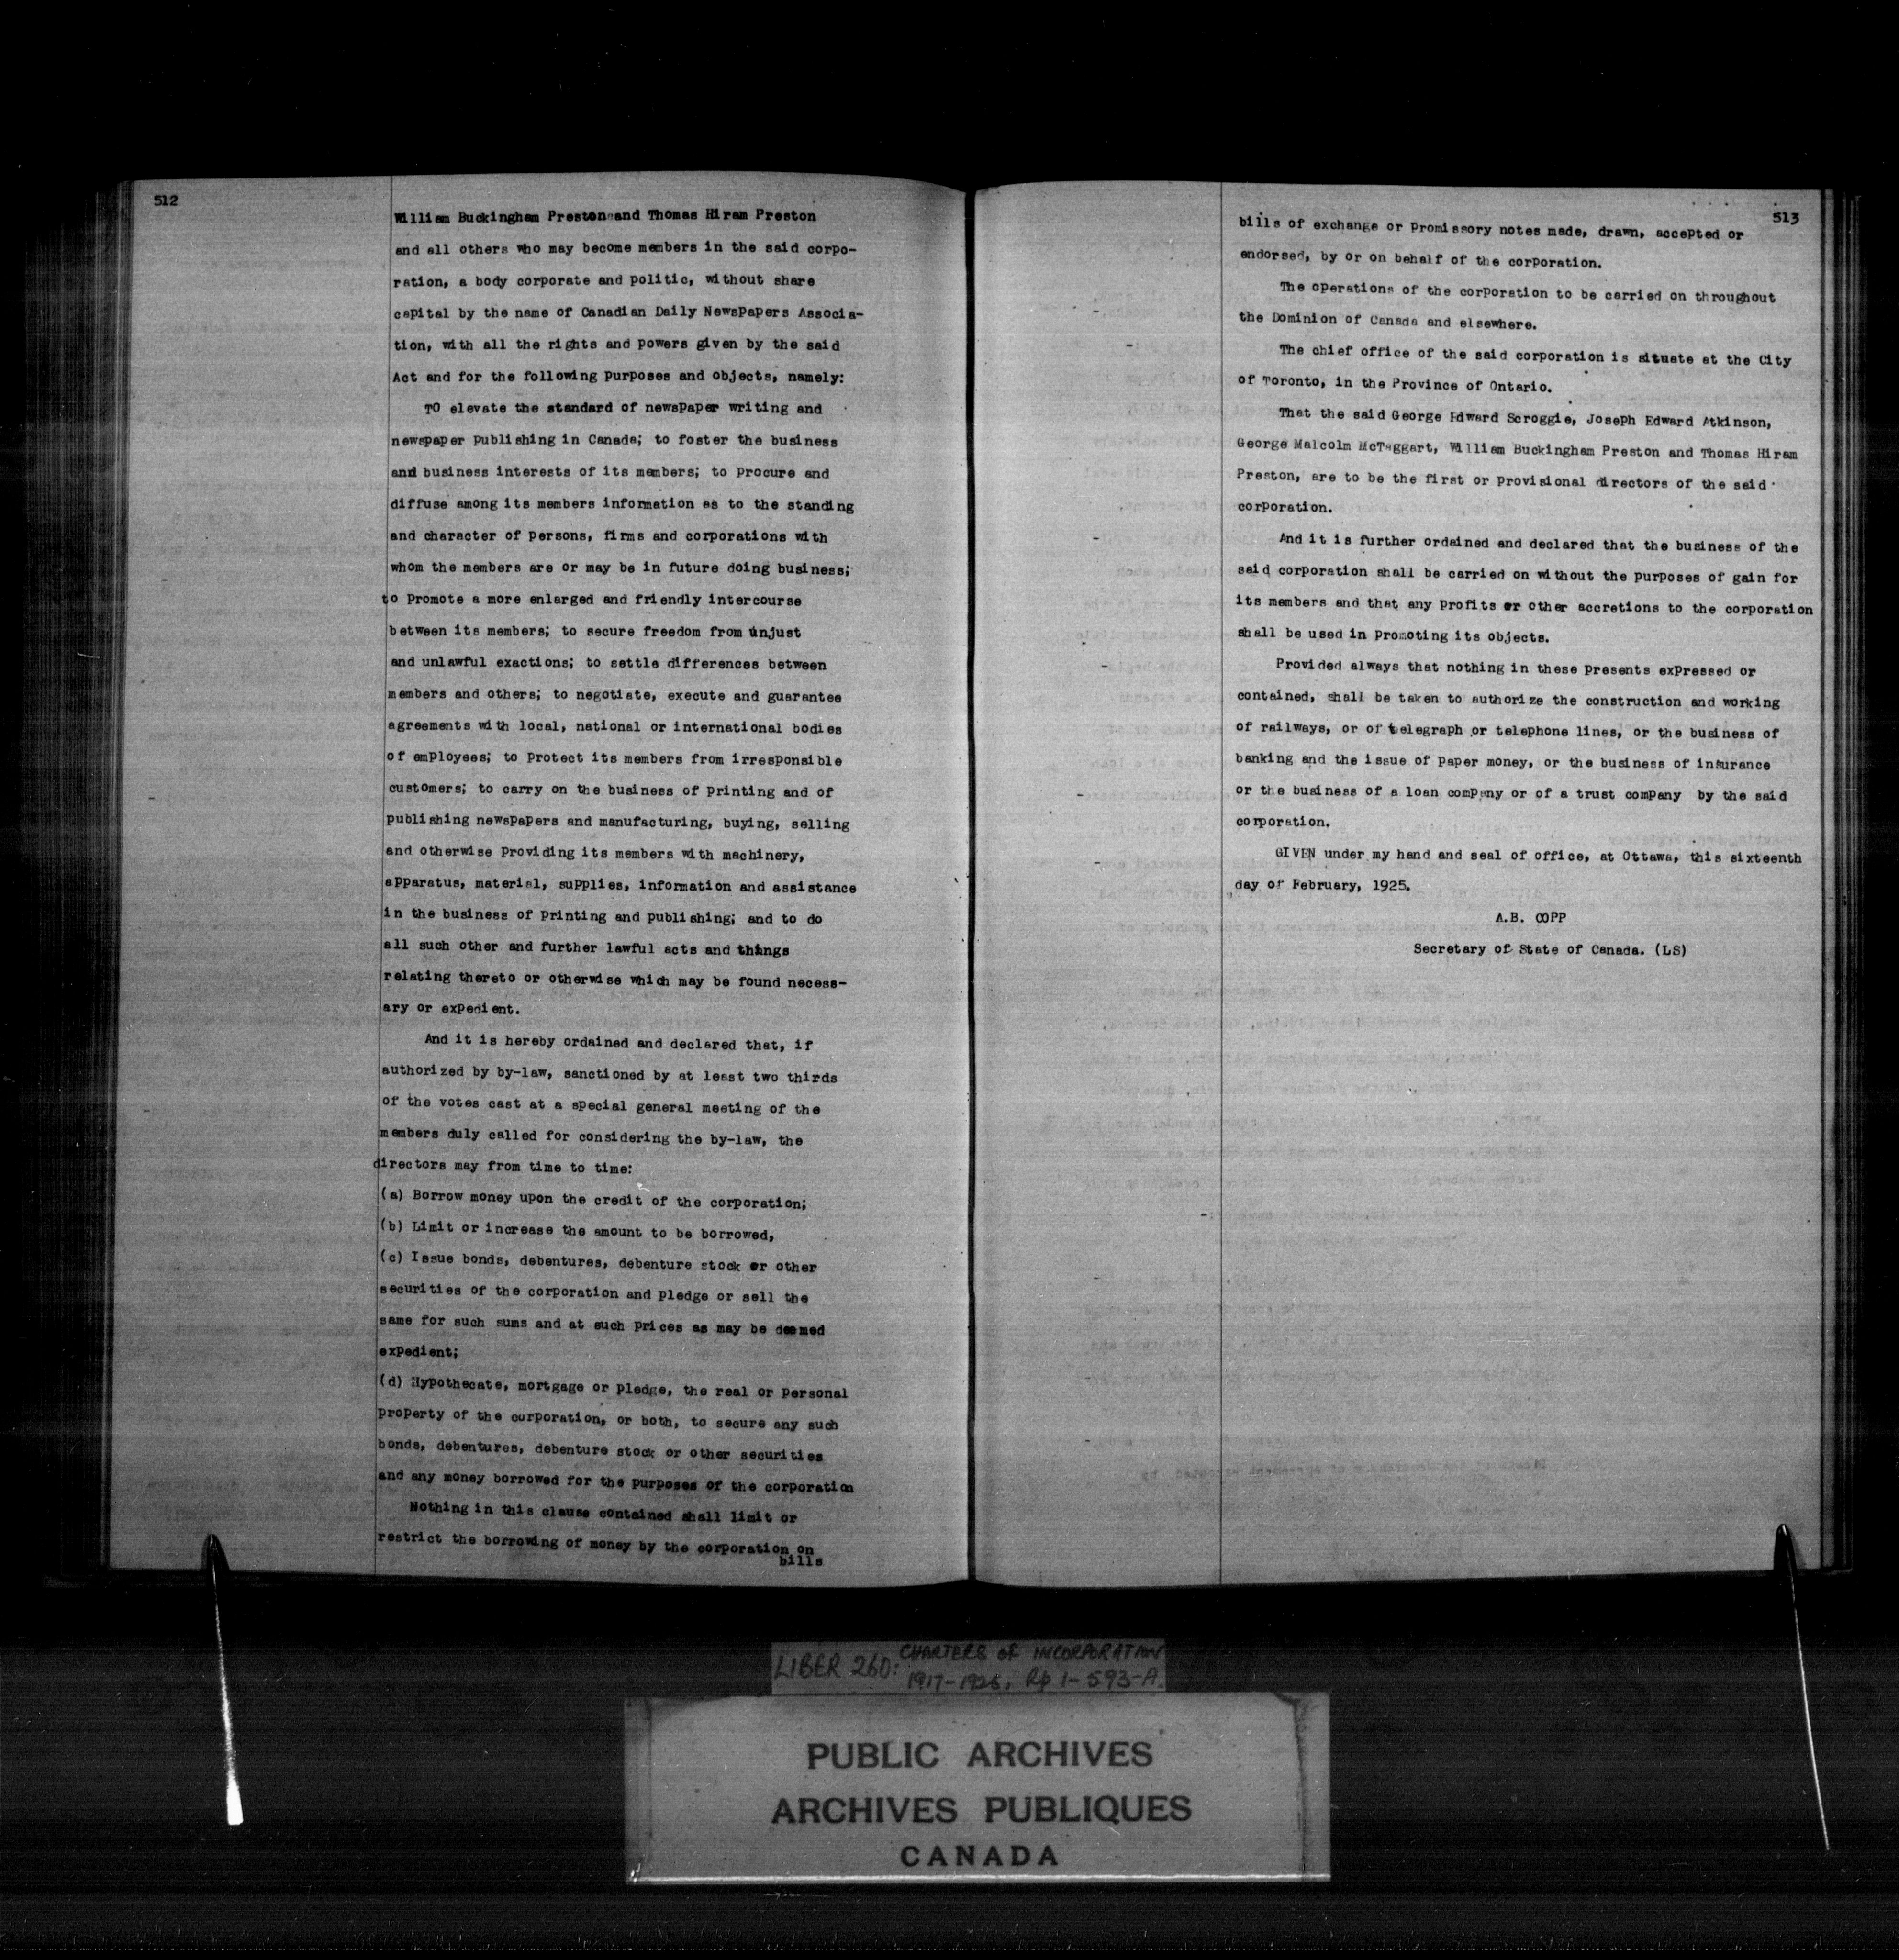 512
William Buckingham Preston and Thomas Hiram Preston
and all others who may become members in the said corpo-
ration, a body corporate and politic, without share
capital by the name of Canadian Daily Newspapers Associa-
tion, with all the rights and powers given by the said
Act and for the following purposes and objects, namely:
TO elevate the standard of newspaper writing and
newspaper publishing in Canada; to foster the business
and business interests of its members; to procure and
diffuse among its members information as to the standing
and character of persons, firms and corporations with
whom the members are or may be in future doing business;
to promote a more enlarged and friendly intercourse
between its members; to secure freedom from unjust
and unlawful exactions; to settle differences between
members and others; to negotiate, execute and guarantee
agreements with local, national or international bodies
of employees; to protect its members from irresponsible
customers; to carry on the business of printing and of
publishing newspapers and manufacturing, buying, selling
and otherwise providing its members with machinery,
apparatus, material, supplies, information and assistance
in the business of printing and publishing; and to do
all such other and further lawful acts and things
relating thereto or otherwise which may be found necess-
ary or expedient.
And it is hereby ordained and declared that, if
authorized by by-law, sanctioned by at least two thirds
of the votes cast at a special general meeting of the
members duly called for considering the by-law, the
directors may from time to time:
(a) Borrow money upon the credit of the corporation;
(b) Limit or increase the amount to be borrowed,
(c) Issue bonds, debentures, debenture stock or other
securities of the corporation and pledge or sell the
same for such sums and at such prices as may be deemed
expedient;
(d) Hypothecate, mortgage or pledge, the real or personal
property of the corporation, or both, to secure any such
bonds, debentures, debenture stock or other securities
and any money borrowed for the purposes of the corporation
Nothing in this clause contained shall limit or
restrict the borrowing of money by the corporation on
bills
513
bills of exchange or promissory notes made, drawn, accepted or
endorsed, by or on behalf of the corporation.
The operations of the corporation to be carried on throughout
the Dominion of Canada and elsewhere.
The chief office of the said corporation is situate at the City
of Toronto, in the Province of Ontario.
That the said George Edward Scroggie, Joseph Edward Atkinson,
George Malcolm McTaggart, William Buckingham Preston and Thomas Hiram
Preston, are to be the first or provisional directors of the said
corporation.
And it is further ordained and declared that the business of the
said corporation shall be carried on without the purposes of gain for
its members and that any profits or other accretions to the corporation
shall be used in promoting its objects.
Provided always that nothing in these presents expressed or
contained, shall be taken to authorize the construction and working
of railways, or of telegraph or telephone lines, or the business of
banking and the issue of paper money, or the business of insurance
or the business of a loan company or of a trust company by the said
corporation.
GIVEN under my hand and seal of office, at Ottawa, this sixteenth
day of February, 1925.
A.B. COPP
Secretary of State of Canada. (LS)
LIBER 260: CHARTERS of INCORPORATION
1917-1926, Pp 1-593-A.
PUBLIC ARCHIVES
ARCHIVES PUBLIQUES
CANADA